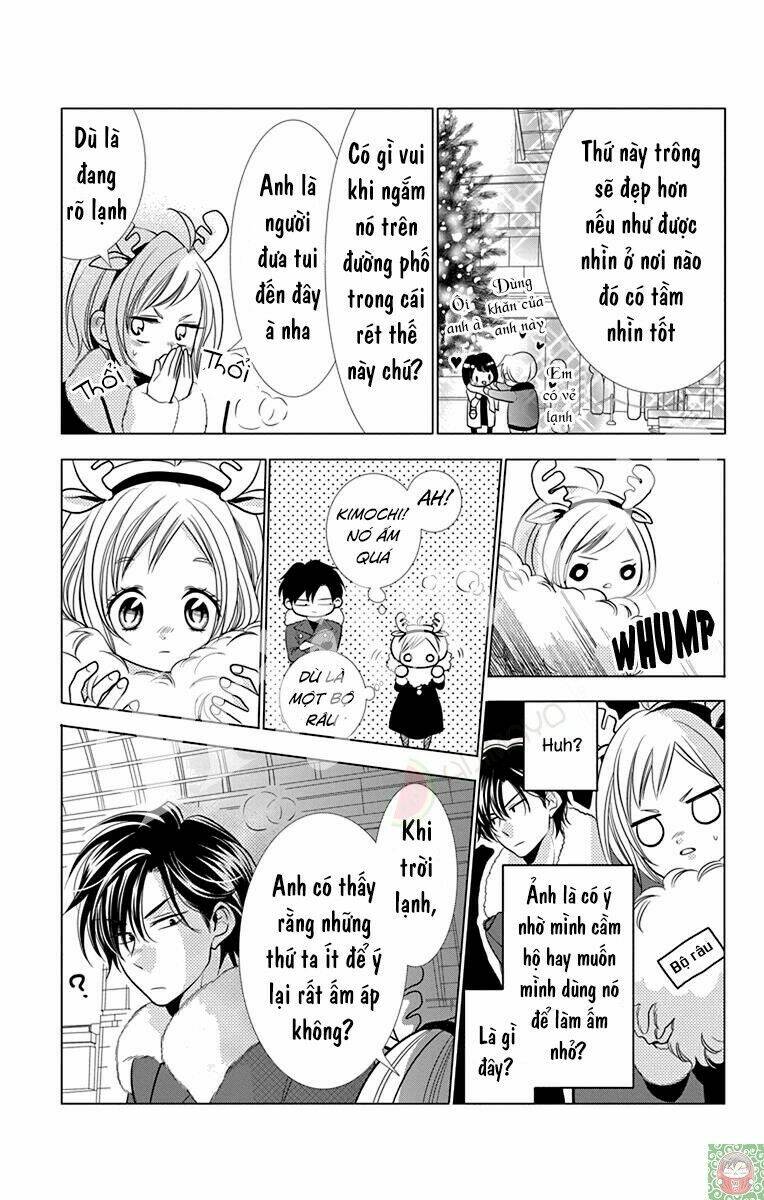 Thứ này trông
sẽ đẹp hơn
nếu như được
nhìn ở nơi nào
đó có tầm
nhìn tốt
Dùng
khăn của
anh này
Ôi
anh à
Em
có vẻ
lạnh
Có gì vui
khi ngắm
nó trên
đường phố
trong cái
rét thế
này chứ?
Anh là
người
đưa tui
đến đây
à nha
Dù là
đang
rõ lạnh
Thổi
Thổi
WHUMP
AH!
KIMOCHI!
NÓ ẤM
QUÁ
DÙ LÀ
MỘT BỘ
RÂU
Huh?
Bộ râu
Ảnh là có ý
nhờ mình cầm
hộ hay muốn
mình dùng nó
để làm ấm
nhở?
Là gì
đây?
Khi
trời
lạnh,
Anh có thấy
rằng những
thứ ta ít để ý
lại rất ấm áp
không?
?